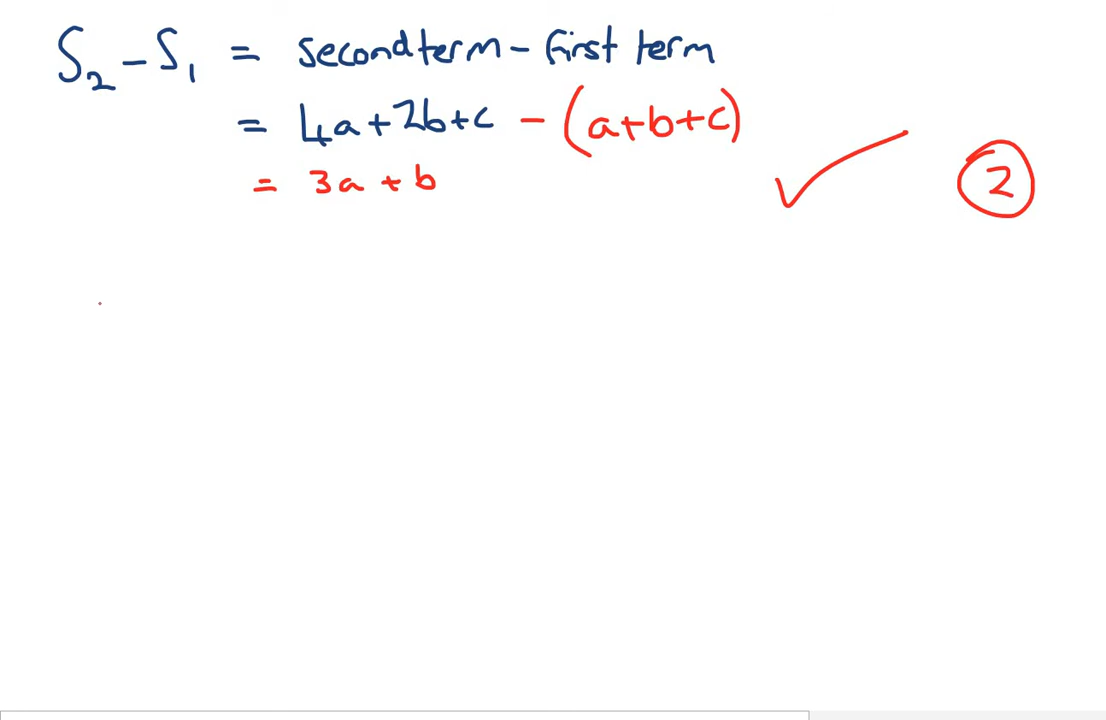 S₂ - S₁ = second term - first term
= 4a + 2b + c - (a + b + c)
= 3a + b
2